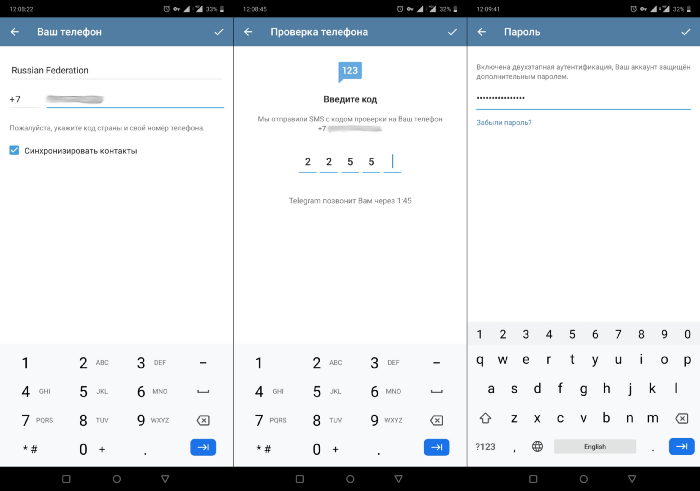 12:08:22
33%
Ваш телефон
Russian Federation
+7
Пожалуйста, укажите код страны и свой номер телефона.
Синхронизировать контакты
1
2 ABC
3 DEF
–
4 GHI
5 JKL
6 MNO
7 PQRS
8 TUV
9 WXYZ
* #
0 +
.
12:08:45
32%
Проверка телефона
123
Введите код
Мы отправили SMS с кодом проверки на Ваш телефон
+7
2 2 5 5
Telegram позвонит Вам через 1:45
1
2 ABC
3 DEF
–
4 GHI
5 JKL
6 MNO
7 PQRS
8 TUV
9 WXYZ
* #
0 +
.
12:09:41
32%
Пароль
Включена двухэтапная аутентификация, Ваш аккаунт защищён
дополнительным паролем.
Забыли пароль?
1 2 3 4 5 6 7 8 9 0
q w e r t y u i o p
a s d f g h j k l
z x c v b n m
?123 , English .